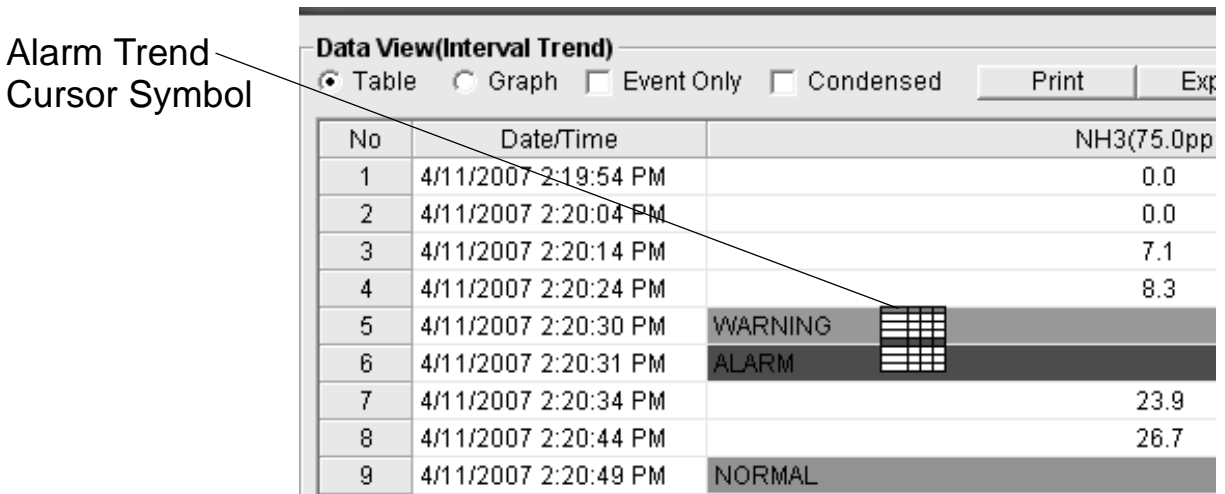 Alarm Trend
Cursor Symbol
Data View(Interval Trend)
Table Graph Event Only Condensed Print Exp
No Date/Time NH3(75.0pp
1 4/11/2007 2:19:54 PM 0.0
2 4/11/2007 2:20:04 PM 0.0
3 4/11/2007 2:20:14 PM 7.1
4 4/11/2007 2:20:24 PM 8.3
5 4/11/2007 2:20:30 PM WARNING
6 4/11/2007 2:20:31 PM ALARM
7 4/11/2007 2:20:34 PM 23.9
8 4/11/2007 2:20:44 PM 26.7
9 4/11/2007 2:20:49 PM NORMAL